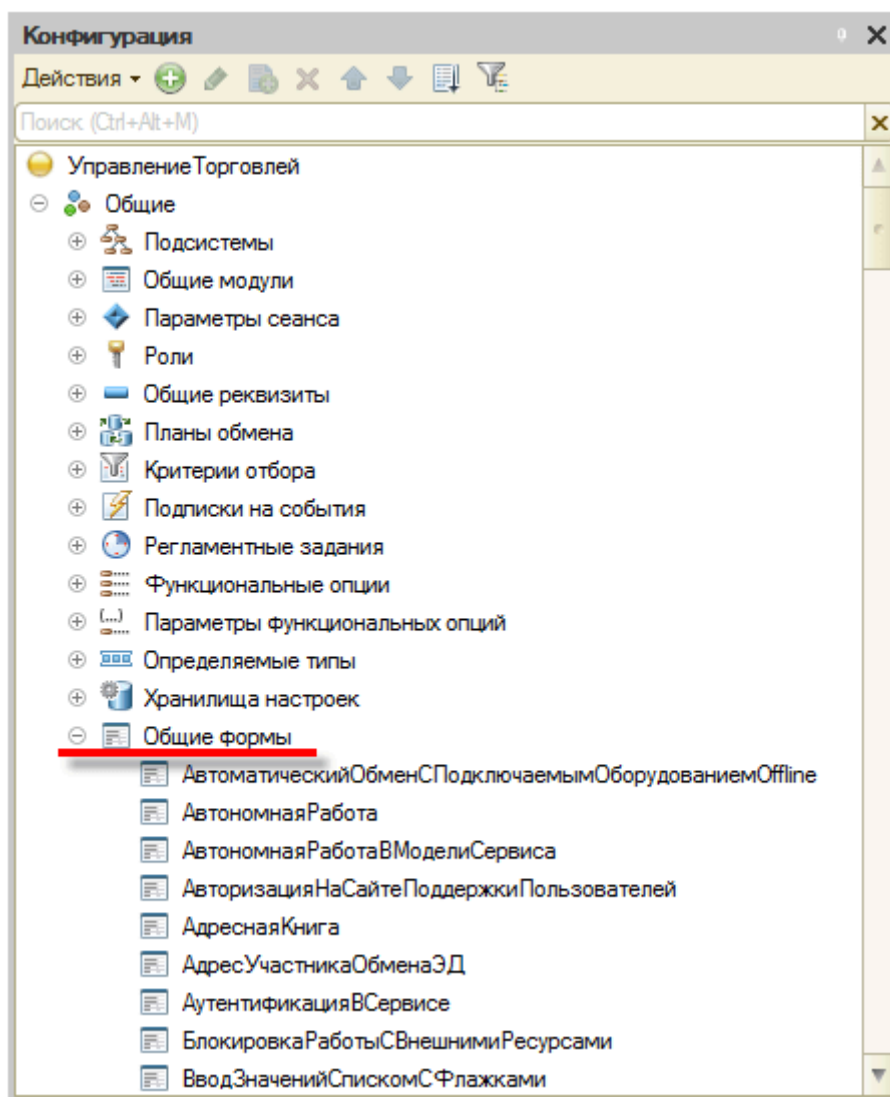 Конфигурация
Действия
Поиск (Ctrl+Alt+M)
УправлениеТорговлей
Общие
Подсистемы
Общие модули
Параметры сеанса
Роли
Общие реквизиты
Планы обмена
Критерии отбора
Подписки на события
Регламентные задания
Функциональные опции
Параметры функциональных опций
Определяемые типы
Хранилища настроек
Общие формы
АвтоматическийОбменСПодключаемымОборудованиемOffline
АвтономнаяРабота
АвтономнаяРаботаВМоделиСервиса
АвторизацияНаСайтеПоддержкиПользователей
АдреснаяКнига
АдресУчастникаОбменаЭД
АутентификацияВСервисе
БлокировкаРаботыСВнешнимиРесурсами
ВводЗначенийСпискомСФлажками